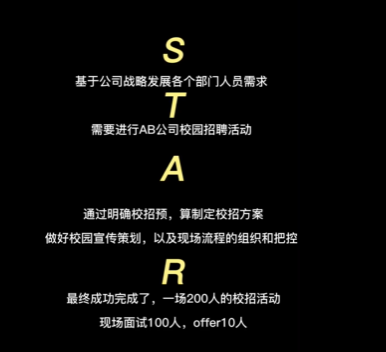 S
基于公司战略发展各个部门人员需求
T
需要进行AB公司校园招聘活动
A
通过明确校招预，算制定校招方案
做好校园宣传策划，以及现场流程的组织和把控
R
最终成功完成了，一场200人的校招活动
现场面试100人，offer10人